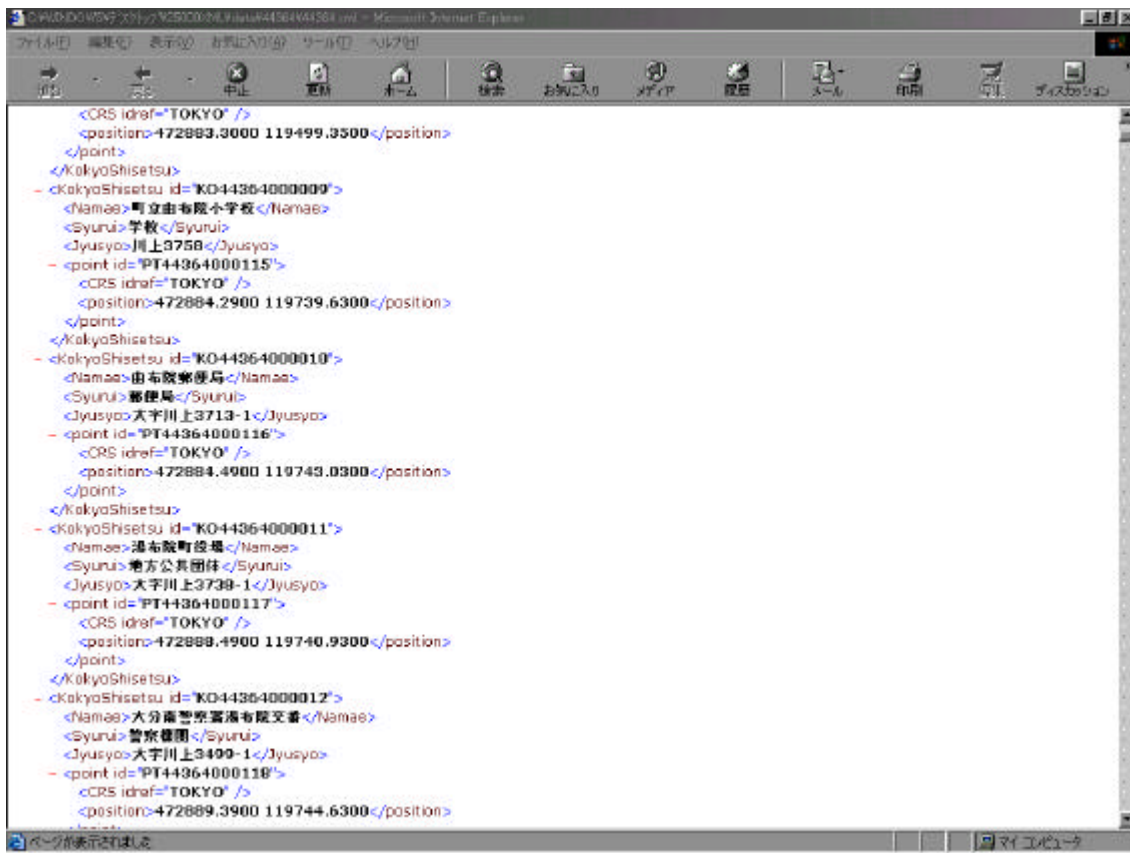 ファイル(F) 編集(E) 表示(V) お気に入り(A) ツール(T) ヘルプ(H)
中止 更新 ホーム 検索 お気に入り メディア 履歴 メール 印刷 ディスカッション
<CRS idref="TOKYO" />
<position>472883.3000 119499.3500</position>
</point>
</KokyoShisetsu>
- <KokyoShisetsu id="KO44364000009">
<Namae>町立由布院小学校</Namae>
<Syurui>学校</Syurui>
<Jyusyo>川上3758</Jyusyo>
- <point id="PT44364000115">
<CRS idref="TOKYO" />
<position>472884.2900 119739.6300</position>
</point>
</KokyoShisetsu>
- <KokyoShisetsu id="KO44364000010">
<Namae>由布院郵便局</Namae>
<Syurui>郵便局</Syurui>
<Jyusyo>大字川上3713-1</Jyusyo>
- <point id="PT44364000116">
<CRS idref="TOKYO" />
<position>472884.4900 119743.0300</position>
</point>
</KokyoShisetsu>
- <KokyoShisetsu id="KO44364000011">
<Namae>湯布院町役場</Namae>
<Syurui>地方公共団体</Syurui>
<Jyusyo>大字川上3738-1</Jyusyo>
- <point id="PT44364000117">
<CRS idref="TOKYO" />
<position>472888.4900 119740.9300</position>
</point>
</KokyoShisetsu>
- <KokyoShisetsu id="KO44364000012">
<Namae>大分南警察署湯布院交番</Namae>
<Syurui>警察機関</Syurui>
<Jyusyo>大字川上3499-1</Jyusyo>
- <point id="PT44364000118">
<CRS idref="TOKYO" />
<position>472889.3900 119744.6300</position>
ページが表示されました マイ コンピュータ